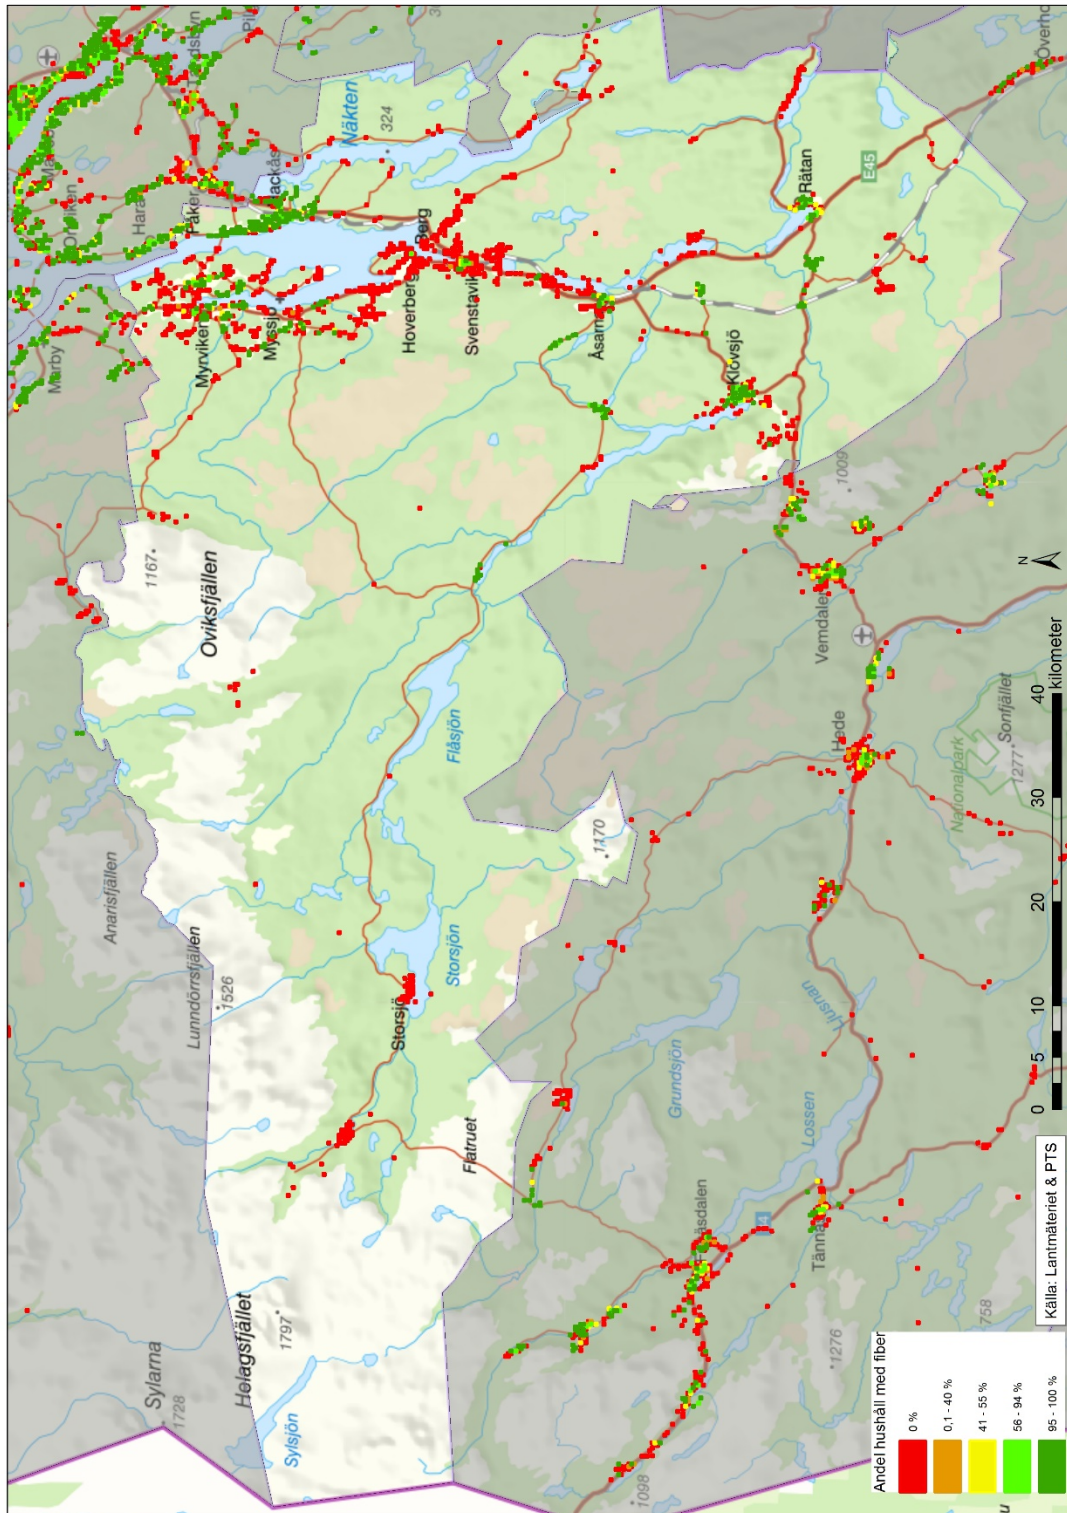 Marby
Myrviken
Myssjö
Hoverberg
Berg
Svenstavik
Åsarna
Klövsjö
Rätan
E45
Näkten
324
Oviksfjällen
1167
Flåsjön
Storsjön
Storsjö
Anarisfjällen
Lunndörrsfjällen
1526
Flatruet
Helagsfjället
1797
Sylarna
1728
Sylsjön
1170
1009
Vemdalen
Hede
Nationalpark
Sonfjället
1277
Ljusnan
Grundsjön
Lossen
1276
758
1098
N
0 5 10 20 30 40
kilometer
Källa: Lantmäteriet & PTS
Andel hushåll med fiber
0 %
0,1 - 40 %
41 - 55 %
56 - 94 %
95 - 100 %